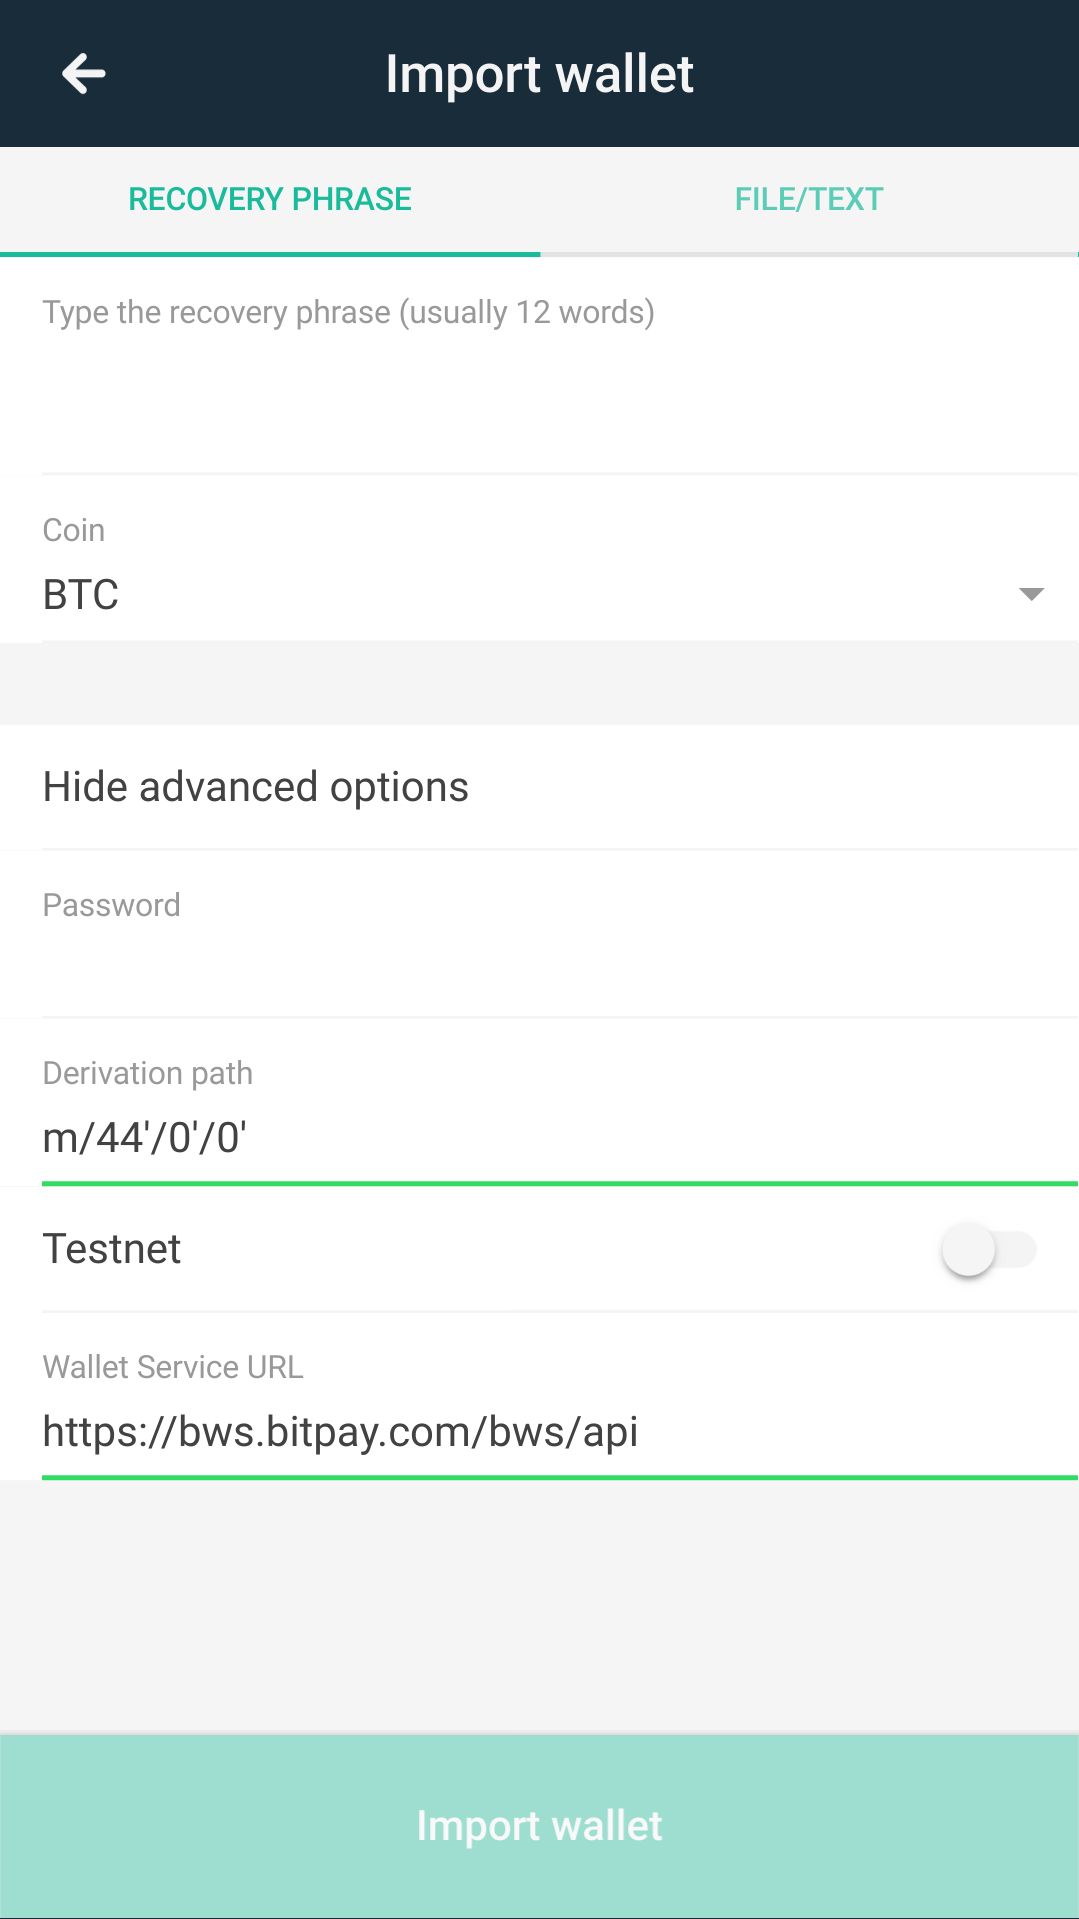 Import wallet
RECOVERY PHRASE
FILE/TEXT
Type the recovery phrase (usually 12 words)
Coin
BTC
Hide advanced options
Password
Derivation path
m/44'/0'/0'
Testnet
Wallet Service URL
https://bws.bitpay.com/bws/api
Import wallet